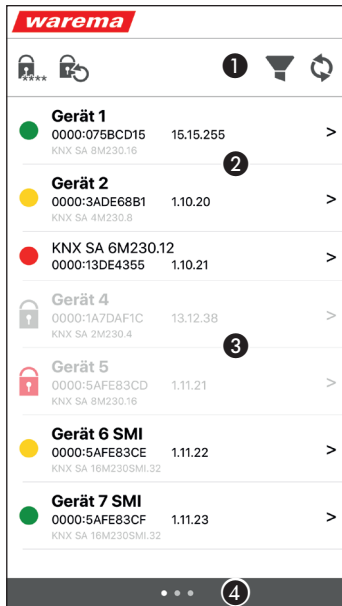 warema
****
1
Gerät 1
0000:075BCD15 15.15.255 >
KNX SA 8M230.16
2
Gerät 2
0000:3ADE68B1 1.10.20 >
KNX SA 4M230.8
KNX SA 6M230.12
0000:13DE4355 1.10.21 >
Gerät 4
0000:1A7DAF1C 13.12.38 >
KNX SA 2M230.4
3
Gerät 5
0000:5AFE83CD 1.11.21 >
KNX SA 8M230.16
Gerät 6 SMI
0000:5AFE83CE 1.11.22 >
KNX SA 16M230SMI.32
Gerät 7 SMI
0000:5AFE83CF 1.11.23 >
KNX SA 16M230SMI.32
4